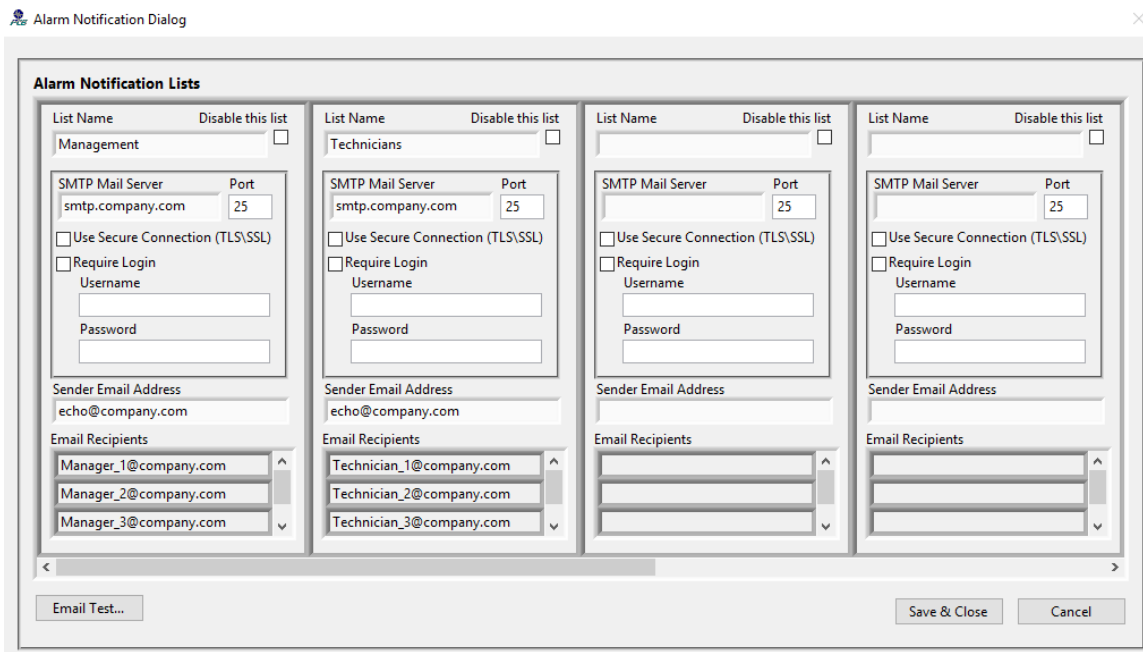 PCB Alarm Notification Dialog
Alarm Notification Lists
List Name Disable this list
Management
SMTP Mail Server Port
smtp.company.com 25
Use Secure Connection (TLS\SSL)
Require Login
Username
Password
Sender Email Address
echo@company.com
Email Recipients
Manager_1@company.com
Manager_2@company.com
Manager_3@company.com
List Name Disable this list
Technicians
SMTP Mail Server Port
smtp.company.com 25
Use Secure Connection (TLS\SSL)
Require Login
Username
Password
Sender Email Address
echo@company.com
Email Recipients
Technician_1@company.com
Technician_2@company.com
Technician_3@company.com
List Name Disable this list
SMTP Mail Server Port
25
Use Secure Connection (TLS\SSL)
Require Login
Username
Password
Sender Email Address
Email Recipients
List Name Disable this list
SMTP Mail Server Port
25
Use Secure Connection (TLS\SSL)
Require Login
Username
Password
Sender Email Address
Email Recipients
Email Test... Save & Close Cancel